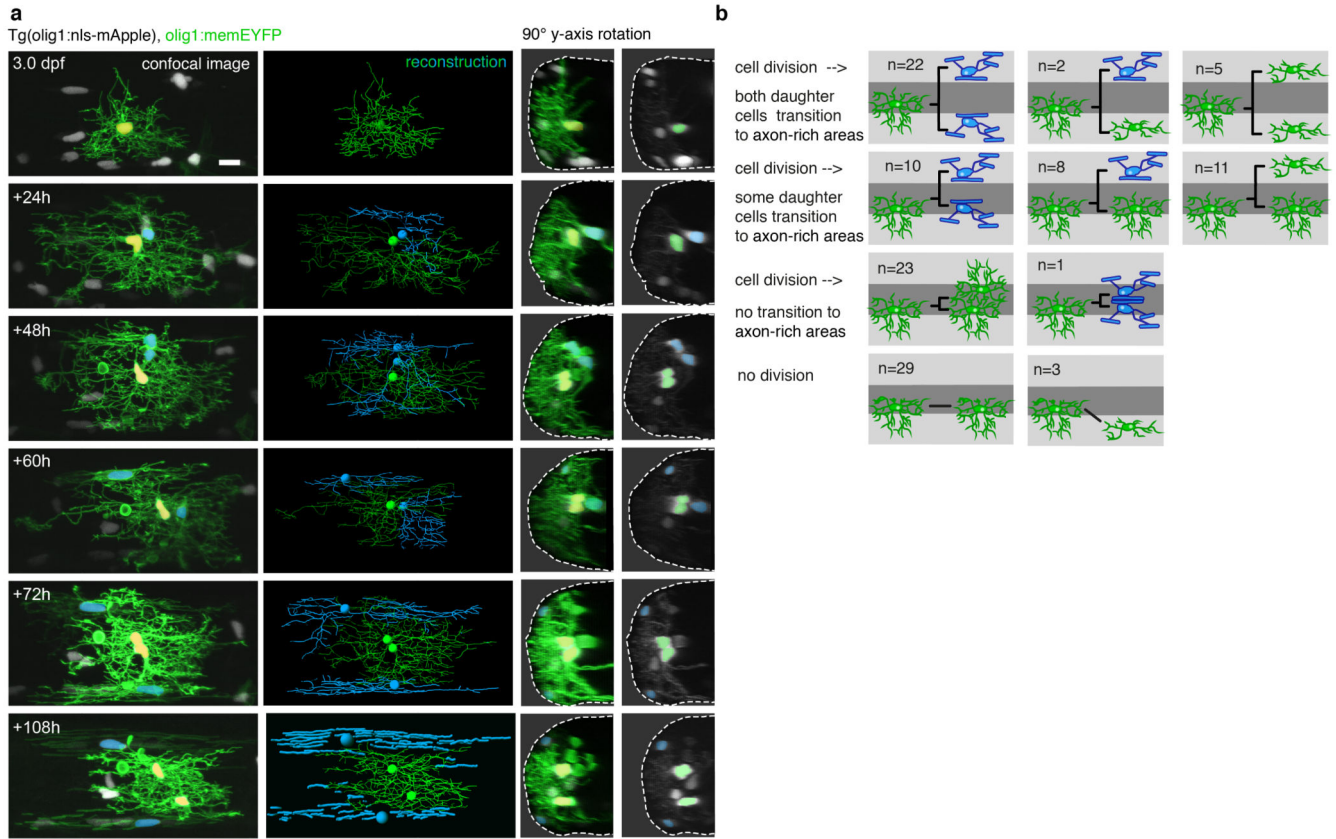 a
Tg(olig1:nls-mApple), olig1:memEYFP
90° y-axis rotation
3.0 dpf
confocal image
reconstruction
+24h
+48h
+60h
+72h
+108h
b
cell division -->
both daughter
cells transition
to axon-rich areas
n=22
n=2
n=5
cell division -->
some daughter
cells transition
to axon-rich areas
n=10
n=8
n=11
cell division -->
no transition to
axon-rich areas
n=23
n=1
no division
n=29
n=3